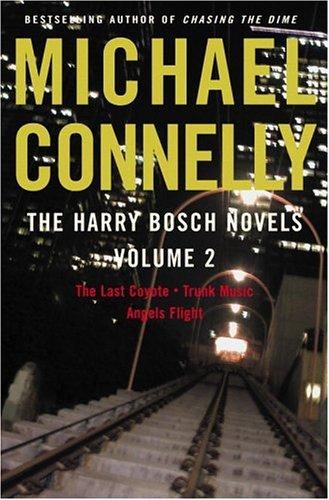 BESTSELLING AUTHOR OF CHASING THE DIME
MICHAEL
CONNELLY
THE HARRY BOSCH NOVELS
VOLUME 2
The Last Coyote • Trunk Music
Angels Flight